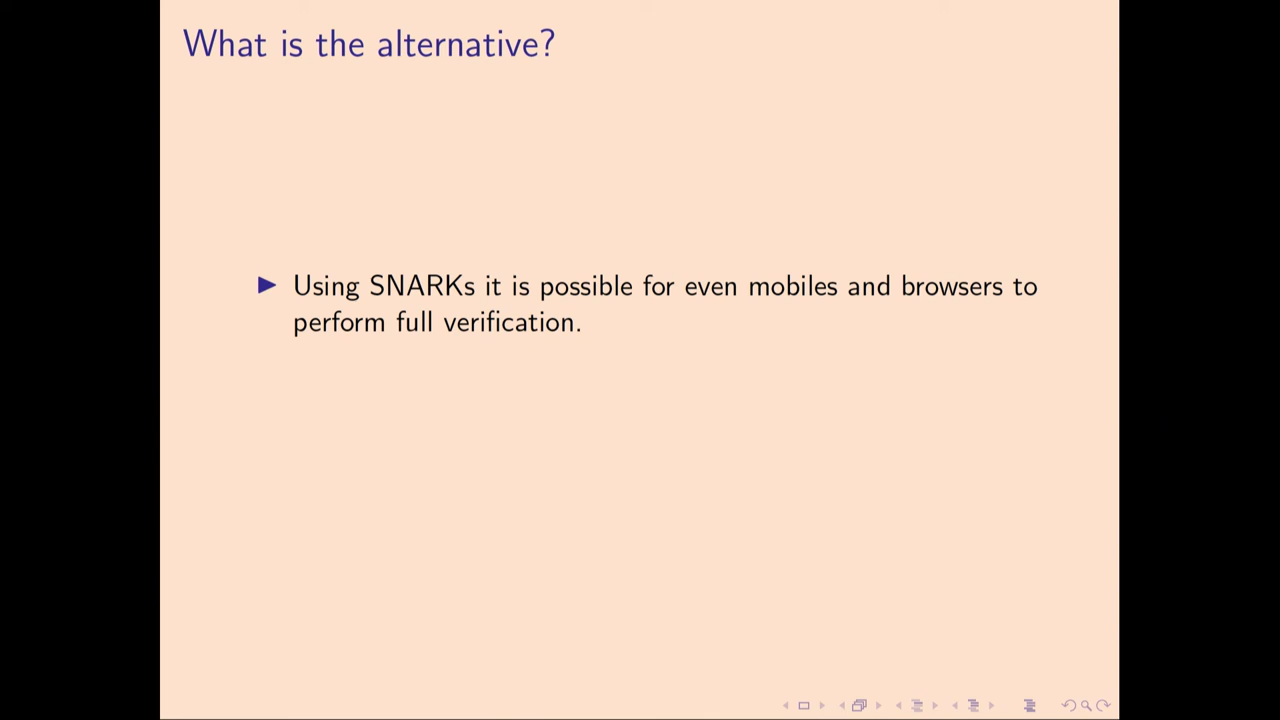 What is the alternative?
Using SNARKs it is possible for even mobiles and browsers to
perform full verification.